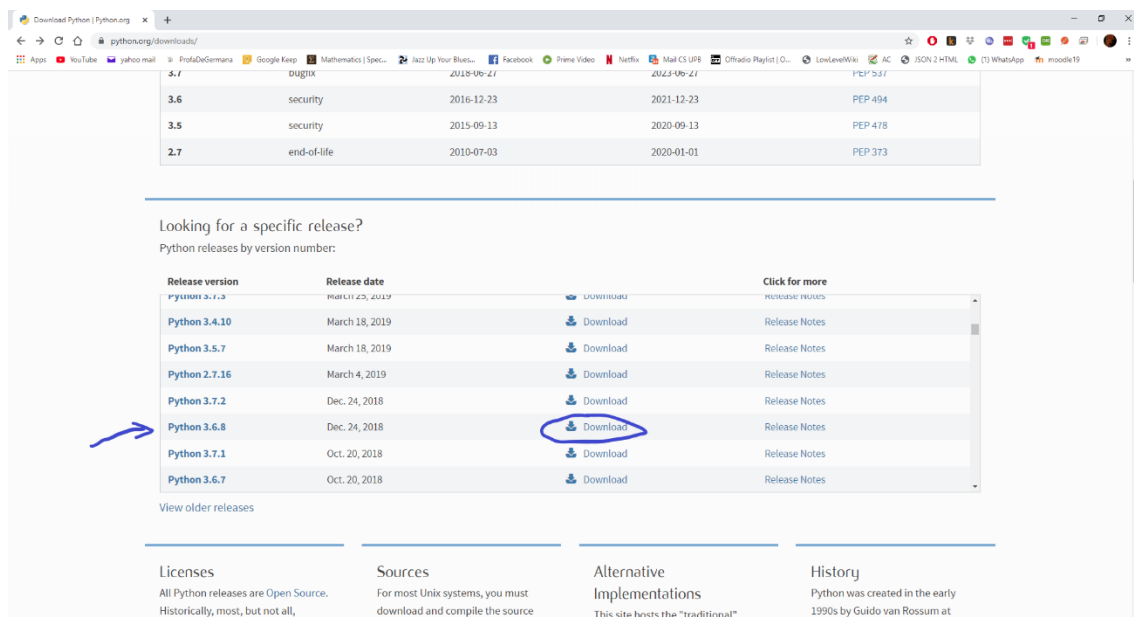 Download Python | Python.org
python.org/downloads/
Apps YouTube yahoo mail ProfaDeGermana Google Keep Mathematics | Spec... Jazz Up Your Blues... Facebook Prime Video Netflix Mail CS UPB Offradio Playlist | O... LowLevelWiki AC JSON 2 HTML (1) WhatsApp moodle19
3.7 bugfix 2018-06-27 2023-06-27 PEP 537
3.6 security 2016-12-23 2021-12-23 PEP 494
3.5 security 2015-09-13 2020-09-13 PEP 478
2.7 end-of-life 2010-07-03 2020-01-01 PEP 373
Looking for a specific release?
Python releases by version number:
Release version Release date Click for more
Python 3.7.3 March 25, 2019 Download Release Notes
Python 3.4.10 March 18, 2019 Download Release Notes
Python 3.5.7 March 18, 2019 Download Release Notes
Python 2.7.16 March 4, 2019 Download Release Notes
Python 3.7.2 Dec. 24, 2018 Download Release Notes
Python 3.6.8 Dec. 24, 2018 Download Release Notes
Python 3.7.1 Oct. 20, 2018 Download Release Notes
Python 3.6.7 Oct. 20, 2018 Download Release Notes
View older releases
Licenses
All Python releases are Open Source.
Historically, most, but not all,
Sources
For most Unix systems, you must
download and compile the source
Alternative
Implementations
This site hosts the "traditional"
History
Python was created in the early
1990s by Guido van Rossum at